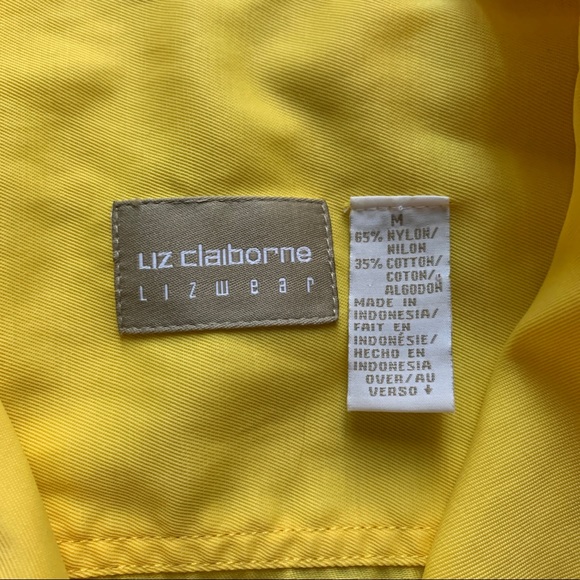 LIZ claiborne
LIZwear
M
65% NYLON/
NILON
35% COTTON/
COTON/
ALGODON
MADE IN
INDONESIA/
FAIT EN
INDONÉSIE/
HECHO EN
INDONESIA
OVER/AU
VERSO ↓